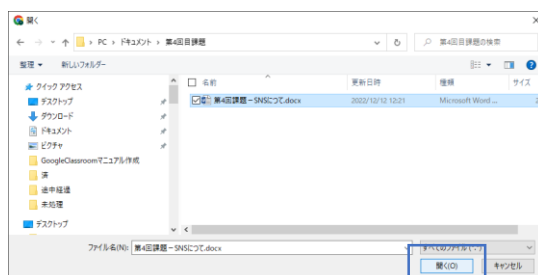 開く
PC › ドキュメント › 第4回目課題
第4回目課題の検索
整理 新しいフォルダー
クイック アクセス
デスクトップ
ダウンロード
ドキュメント
ピクチャ
GoogleClassroomマニュアル作成
済
途中経過
未処理
デスクトップ
名前 更新日時 種類 サイズ
第4回課題－SNSにつて.docx 2022/12/12 12:21 Microsoft Word ...
ファイル名(N): 第4回課題－SNSにつて.docx
すべてのファイル (*.*)
開く(O) キャンセル